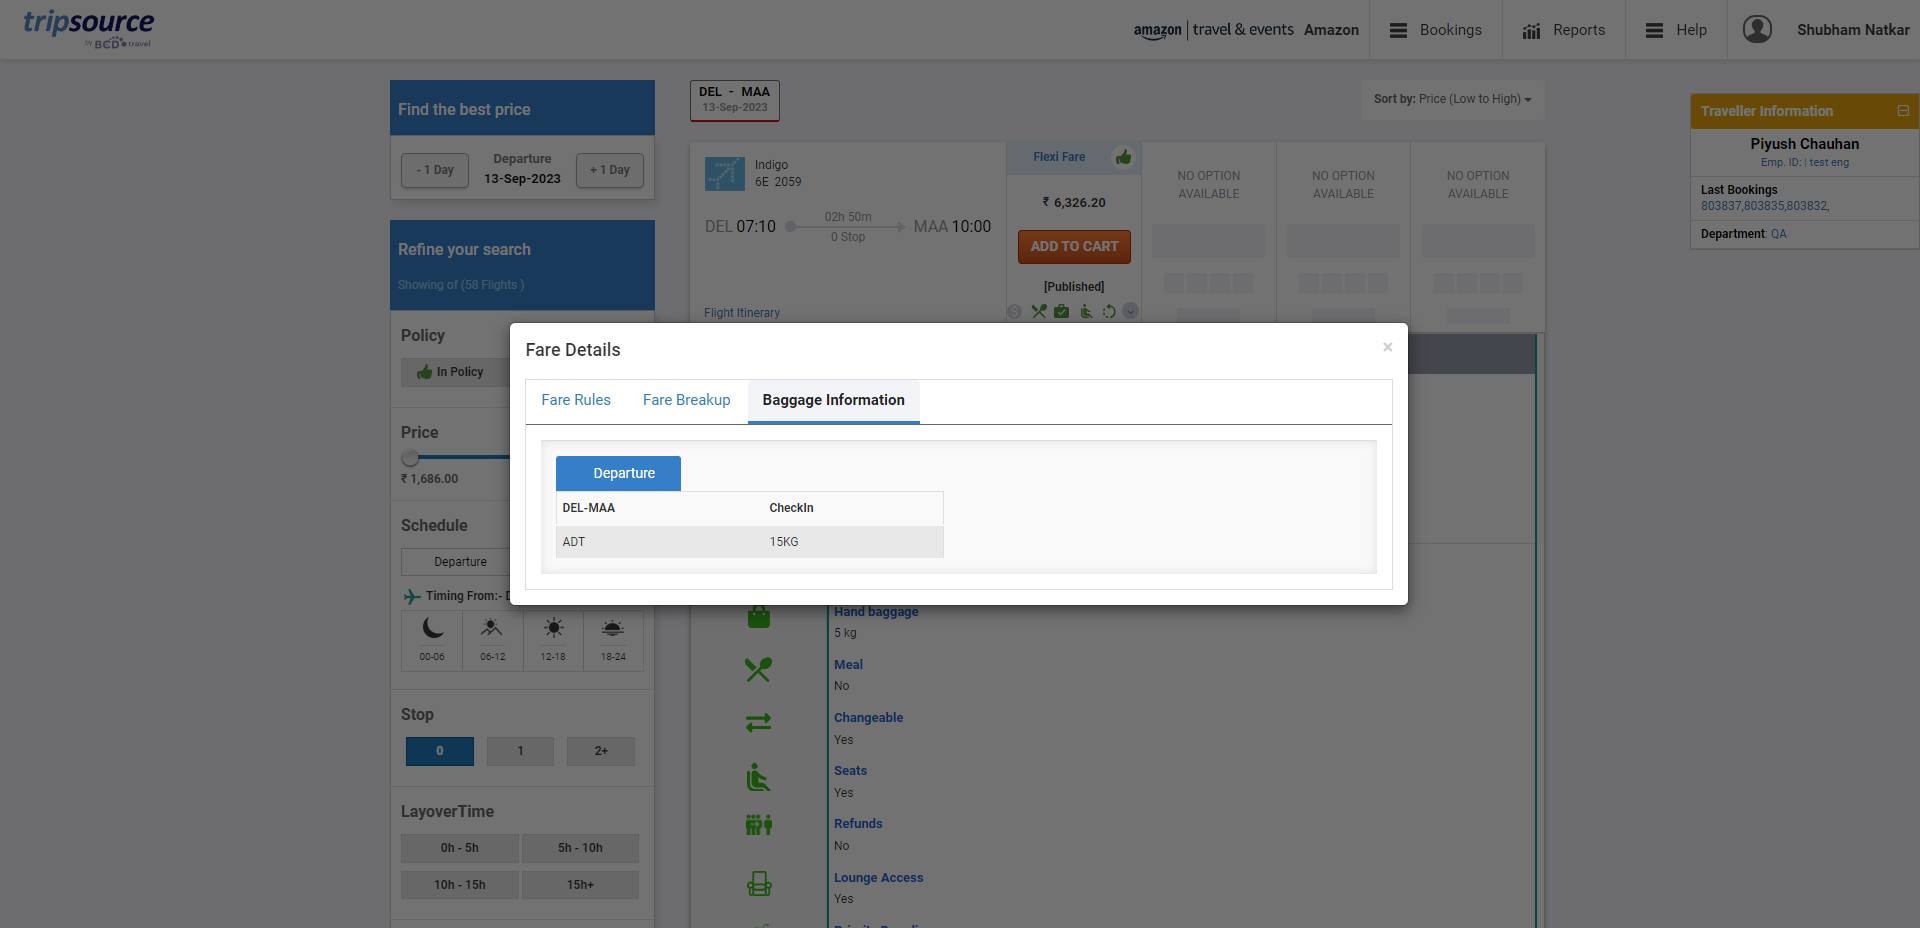 tripsource
by BCD travel
amazon | travel & events Amazon
Bookings
Reports
Help
Shubham Natkar
Find the best price
- 1 Day
Departure
13-Sep-2023
+ 1 Day
Refine your search
Showing of (58 Flights )
Policy
In Policy
Price
₹ 1,686.00
Schedule
Departure
Timing From:-
00-06
06-12
12-18
18-24
Stop
0
1
2+
LayoverTime
0h - 5h
5h - 10h
10h - 15h
15h+
DEL - MAA
13-Sep-2023
Sort by: Price (Low to High)
Indigo
6E 2059
DEL 07:10
02h 50m
0 Stop
MAA 10:00
Flight Itinerary
Flexi Fare
₹ 6,326.20
ADD TO CART
[Published]
NO OPTION
AVAILABLE
NO OPTION
AVAILABLE
NO OPTION
AVAILABLE
Traveller Information
Piyush Chauhan
Emp. ID: | test eng
Last Bookings
803837,803835,803832,
Department: QA
Fare Details
×
Fare Rules
Fare Breakup
Baggage Information
Departure
DEL-MAA
CheckIn
ADT
15KG
Hand baggage
5 kg
Meal
No
Changeable
Yes
Seats
Yes
Refunds
No
Lounge Access
Yes